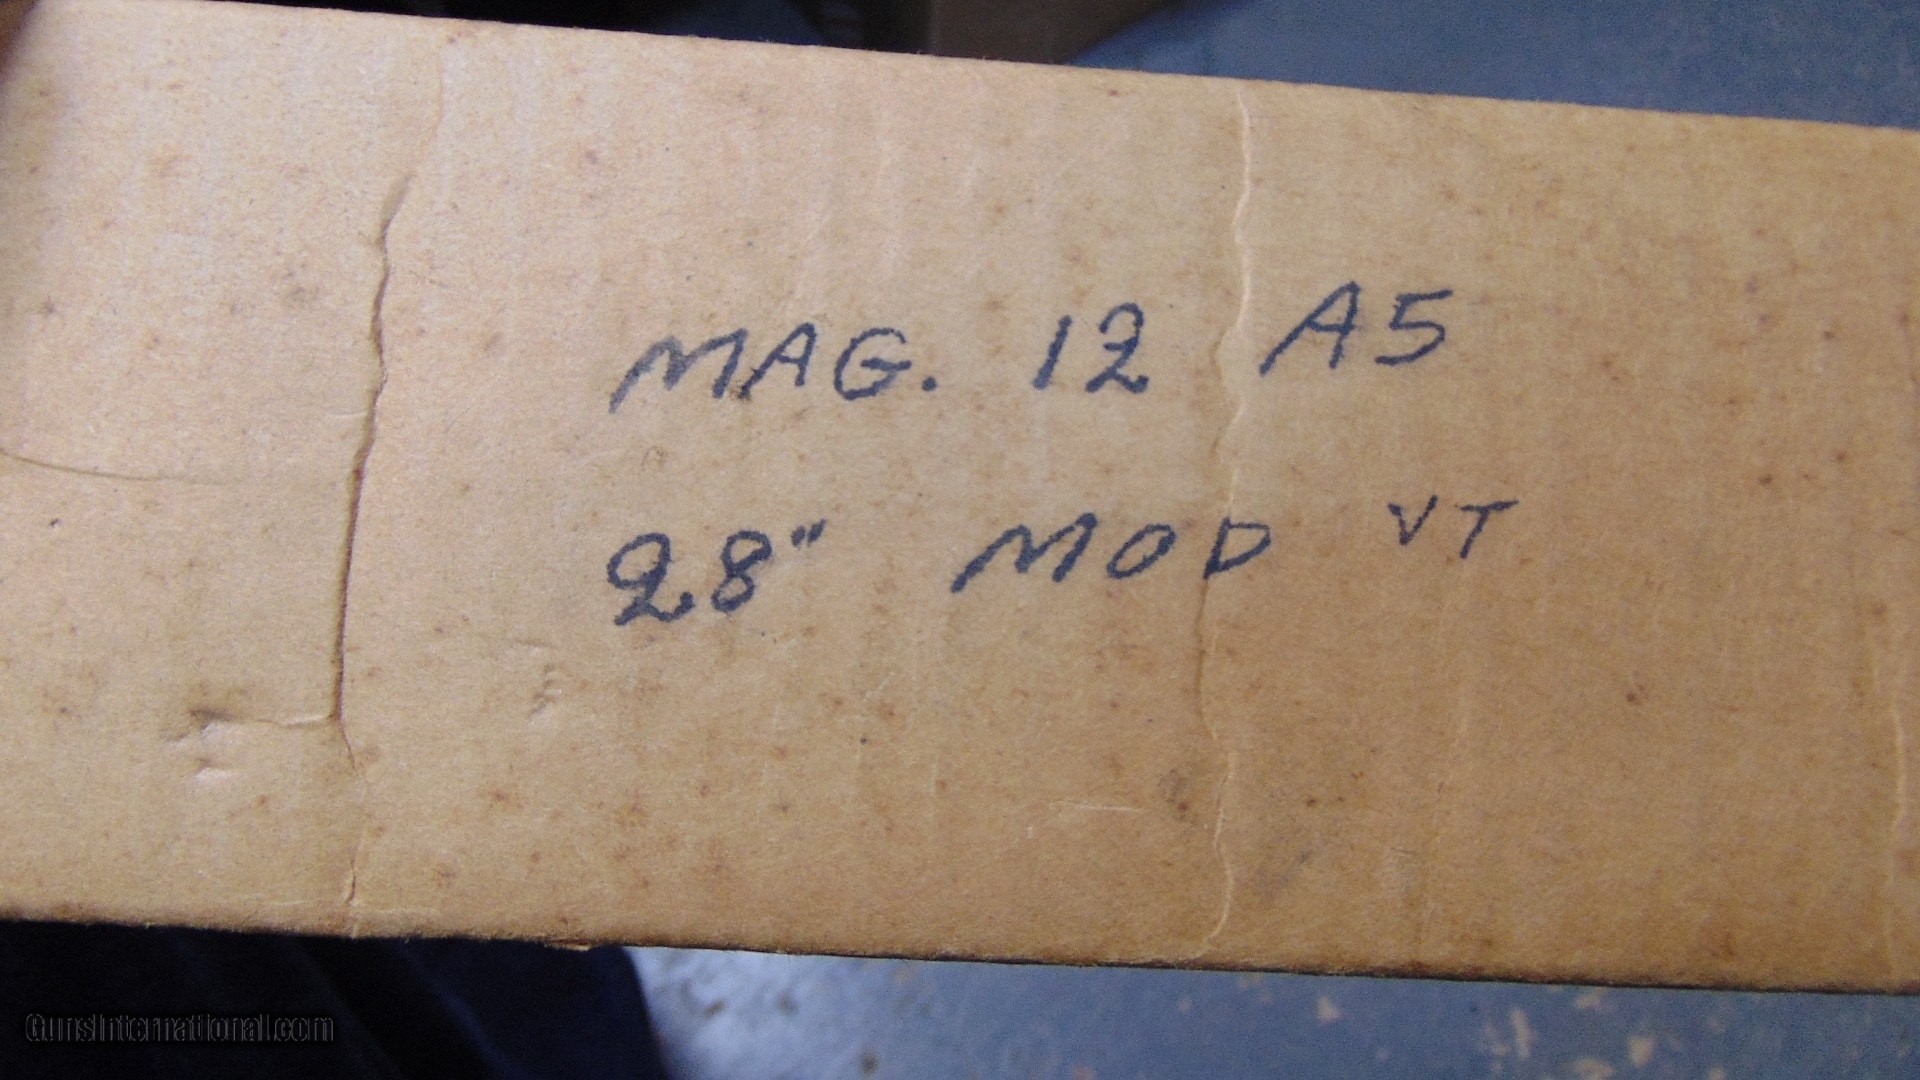 MAG. 12 A5
28" MOD VT
GunsInternational.com